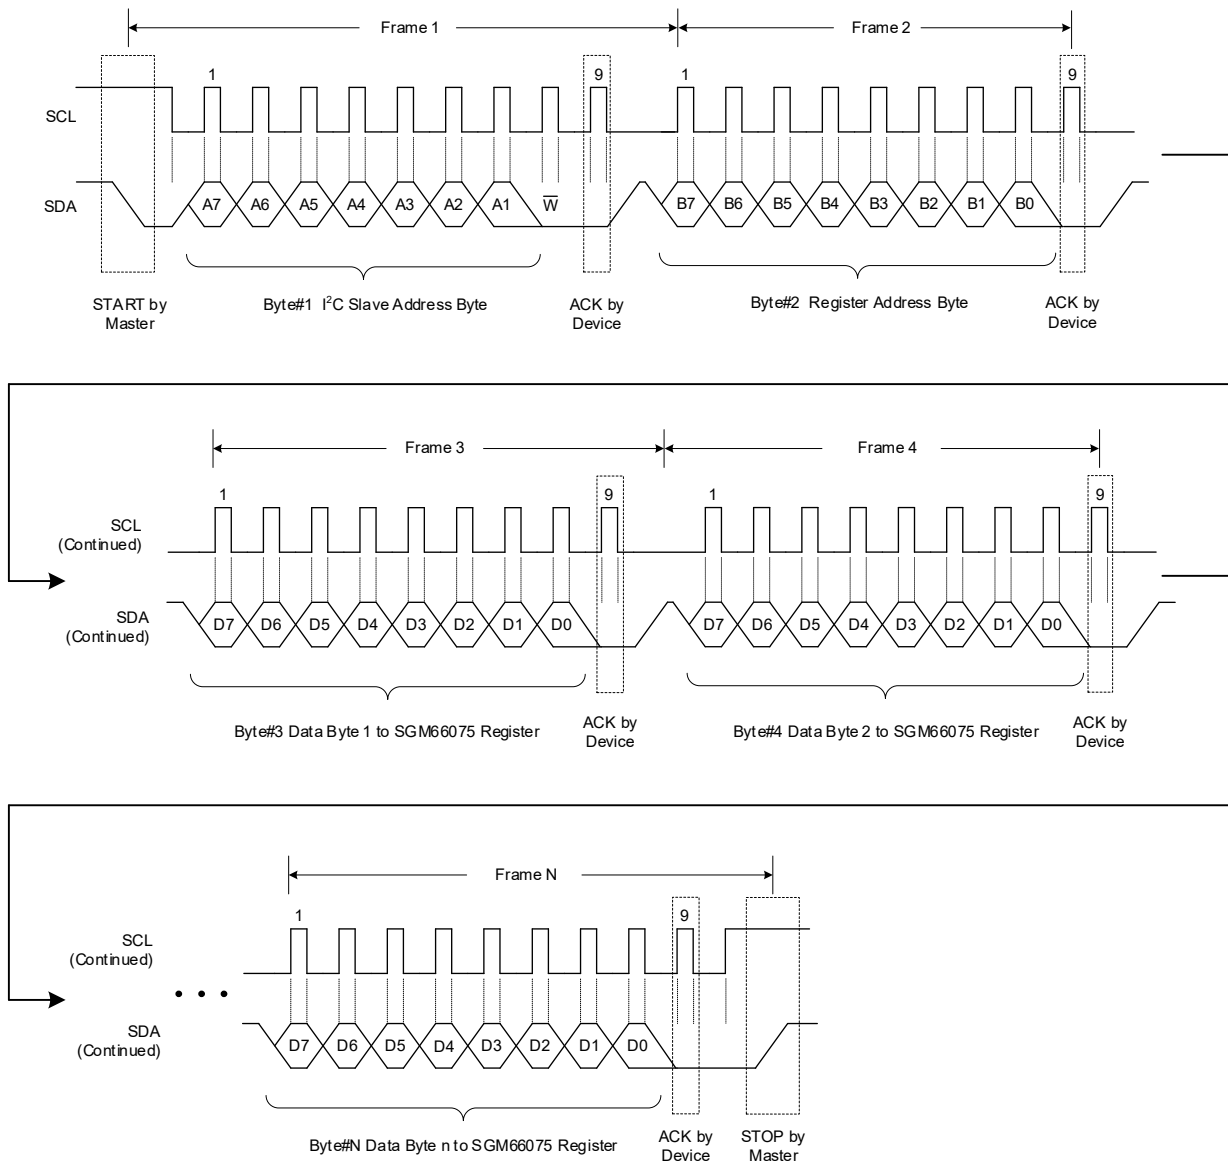 Frame 1 Frame 2
1 9 1 9
SCL
SDA A7 A6 A5 A4 A3 A2 A1 W̅ B7 B6 B5 B4 B3 B2 B1 B0
START by
Master
Byte#1 I²C Slave Address Byte
ACK by
Device
Byte#2 Register Address Byte
ACK by
Device
Frame 3 Frame 4
1 9 1 9
SCL
(Continued)
SDA
(Continued)
D7 D6 D5 D4 D3 D2 D1 D0 D7 D6 D5 D4 D3 D2 D1 D0
Byte#3 Data Byte 1 to SGM66075 Register
ACK by
Device
Byte#4 Data Byte 2 to SGM66075 Register
ACK by
Device
Frame N
1 9
SCL
(Continued)
• • •
SDA
(Continued)
D7 D6 D5 D4 D3 D2 D1 D0
Byte#N Data Byte n to SGM66075 Register
ACK by
Device
STOP by
Master